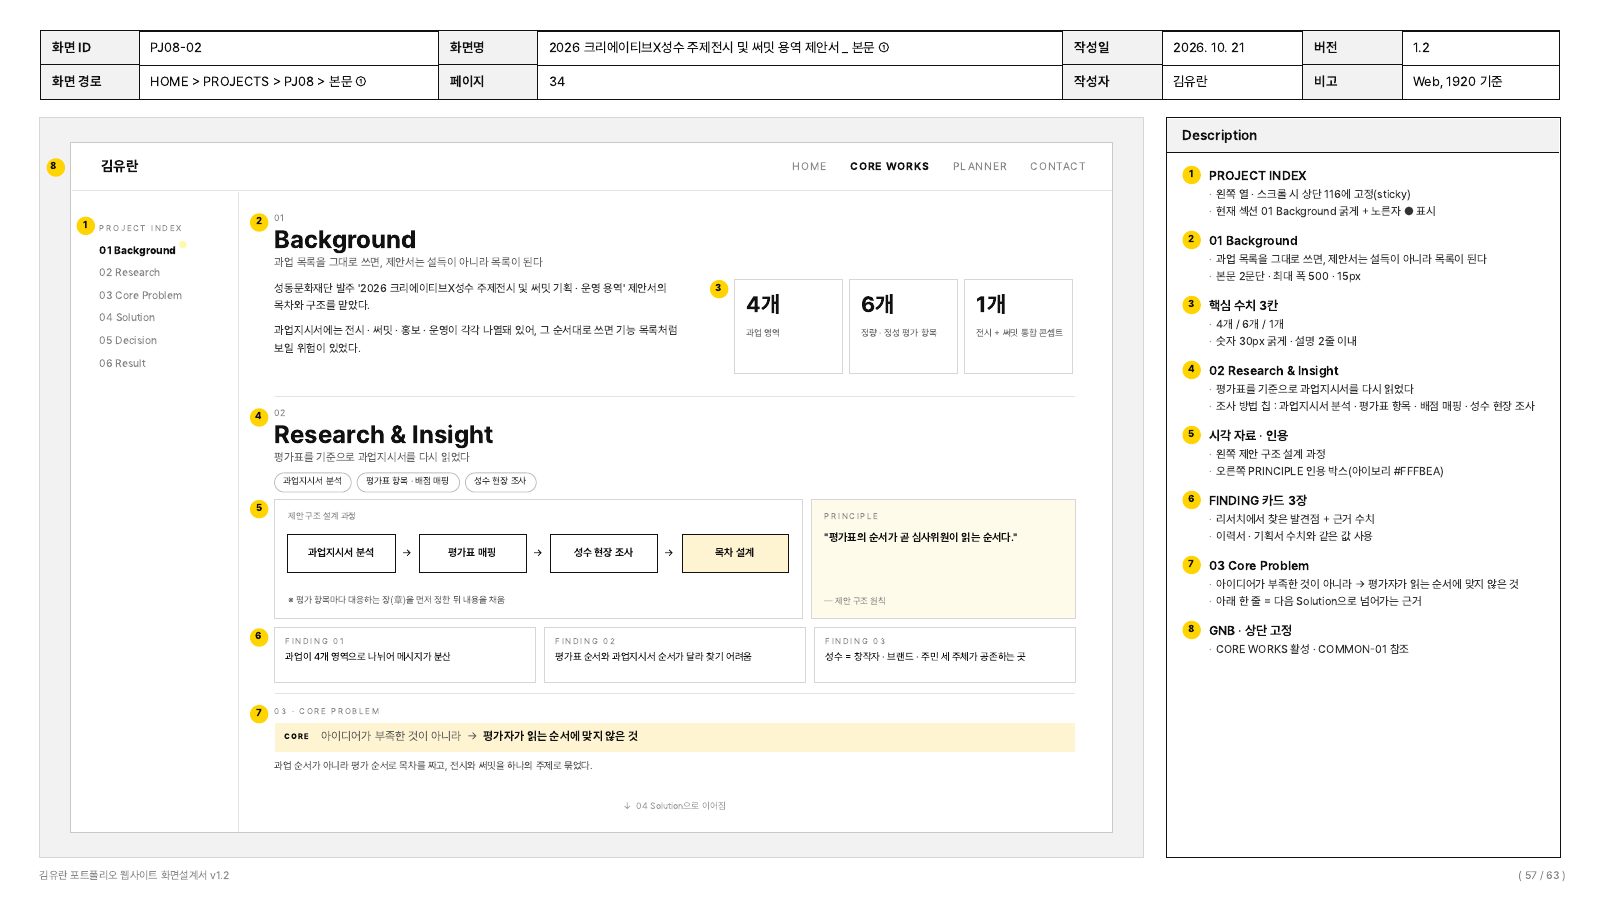 화면 ID PJ08-02 화면명 2026 크리에이티브X성수 주제전시 및 써밋 용역 제안서 _ 본문 ① 작성일 2026. 10. 21 버전 1.2
화면 경로 HOME > PROJECTS > PJ08 > 본문 ① 페이지 34 작성자 김유란 비고 Web, 1920 기준
8
김유란 HOME CORE WORKS PLANNER CONTACT
1 PROJECT INDEX
01 Background
02 Research
03 Core Problem
04 Solution
05 Decision
06 Result
2 01
Background
과업 목록을 그대로 쓰면, 제안서는 설득이 아니라 목록이 된다
성동문화재단 발주 '2026 크리에이티브X성수 주제전시 및 써밋 기획 · 운영 용역' 제안서의
목차와 구조를 맡았다.
과업지시서에는 전시 · 써밋 · 홍보 · 운영이 각각 나열돼 있어, 그 순서대로 쓰면 기능 목록처럼
보일 위험이 있었다.
3
4개
과업 영역
6개
정량 · 정성 평가 항목
1개
전시 + 써밋 통합 콘셉트
4 02
Research & Insight
평가표를 기준으로 과업지시서를 다시 읽었다
과업지시서 분석 평가표 항목 · 배점 매핑 성수 현장 조사
5
제안 구조 설계 과정
과업지시서 분석 → 평가표 매핑 → 성수 현장 조사 → 목차 설계
※ 평가 항목마다 대응하는 장(章)을 먼저 정한 뒤 내용을 채움
PRINCIPLE
"평가표의 순서가 곧 심사위원이 읽는 순서다."
— 제안 구조 원칙
6
FINDING 01
과업이 4개 영역으로 나뉘어 메시지가 분산
FINDING 02
평가표 순서와 과업지시서 순서가 달라 찾기 어려움
FINDING 03
성수 = 창작자 · 브랜드 · 주민 세 주체가 공존하는 곳
7 03 · CORE PROBLEM
CORE 아이디어가 부족한 것이 아니라 → 평가자가 읽는 순서에 맞지 않은 것
과업 순서가 아니라 평가 순서로 목차를 짜고, 전시와 써밋을 하나의 주제로 묶었다.
↓ 04 Solution으로 이어짐
Description
1 PROJECT INDEX
· 왼쪽 열 · 스크롤 시 상단 116에 고정(sticky)
· 현재 섹션 01 Background 굵게 + 노른자 ● 표시
2 01 Background
· 과업 목록을 그대로 쓰면, 제안서는 설득이 아니라 목록이 된다
· 본문 2문단 · 최대 폭 500 · 15px
3 핵심 수치 3칸
· 4개 / 6개 / 1개
· 숫자 30px 굵게 · 설명 2줄 이내
4 02 Research & Insight
· 평가표를 기준으로 과업지시서를 다시 읽었다
· 조사 방법 칩 : 과업지시서 분석 · 평가표 항목 · 배점 매핑 · 성수 현장 조사
5 시각 자료 · 인용
· 왼쪽 제안 구조 설계 과정
· 오른쪽 PRINCIPLE 인용 박스(아이보리 #FFFBEA)
6 FINDING 카드 3장
· 리서치에서 찾은 발견점 + 근거 수치
· 이력서 · 기획서 수치와 같은 값 사용
7 03 Core Problem
· 아이디어가 부족한 것이 아니라 → 평가자가 읽는 순서에 맞지 않은 것
· 아래 한 줄 = 다음 Solution으로 넘어가는 근거
8 GNB · 상단 고정
· CORE WORKS 활성 · COMMON-01 참조
김유란 포트폴리오 웹사이트 화면설계서 v1.2
( 57 / 63 )